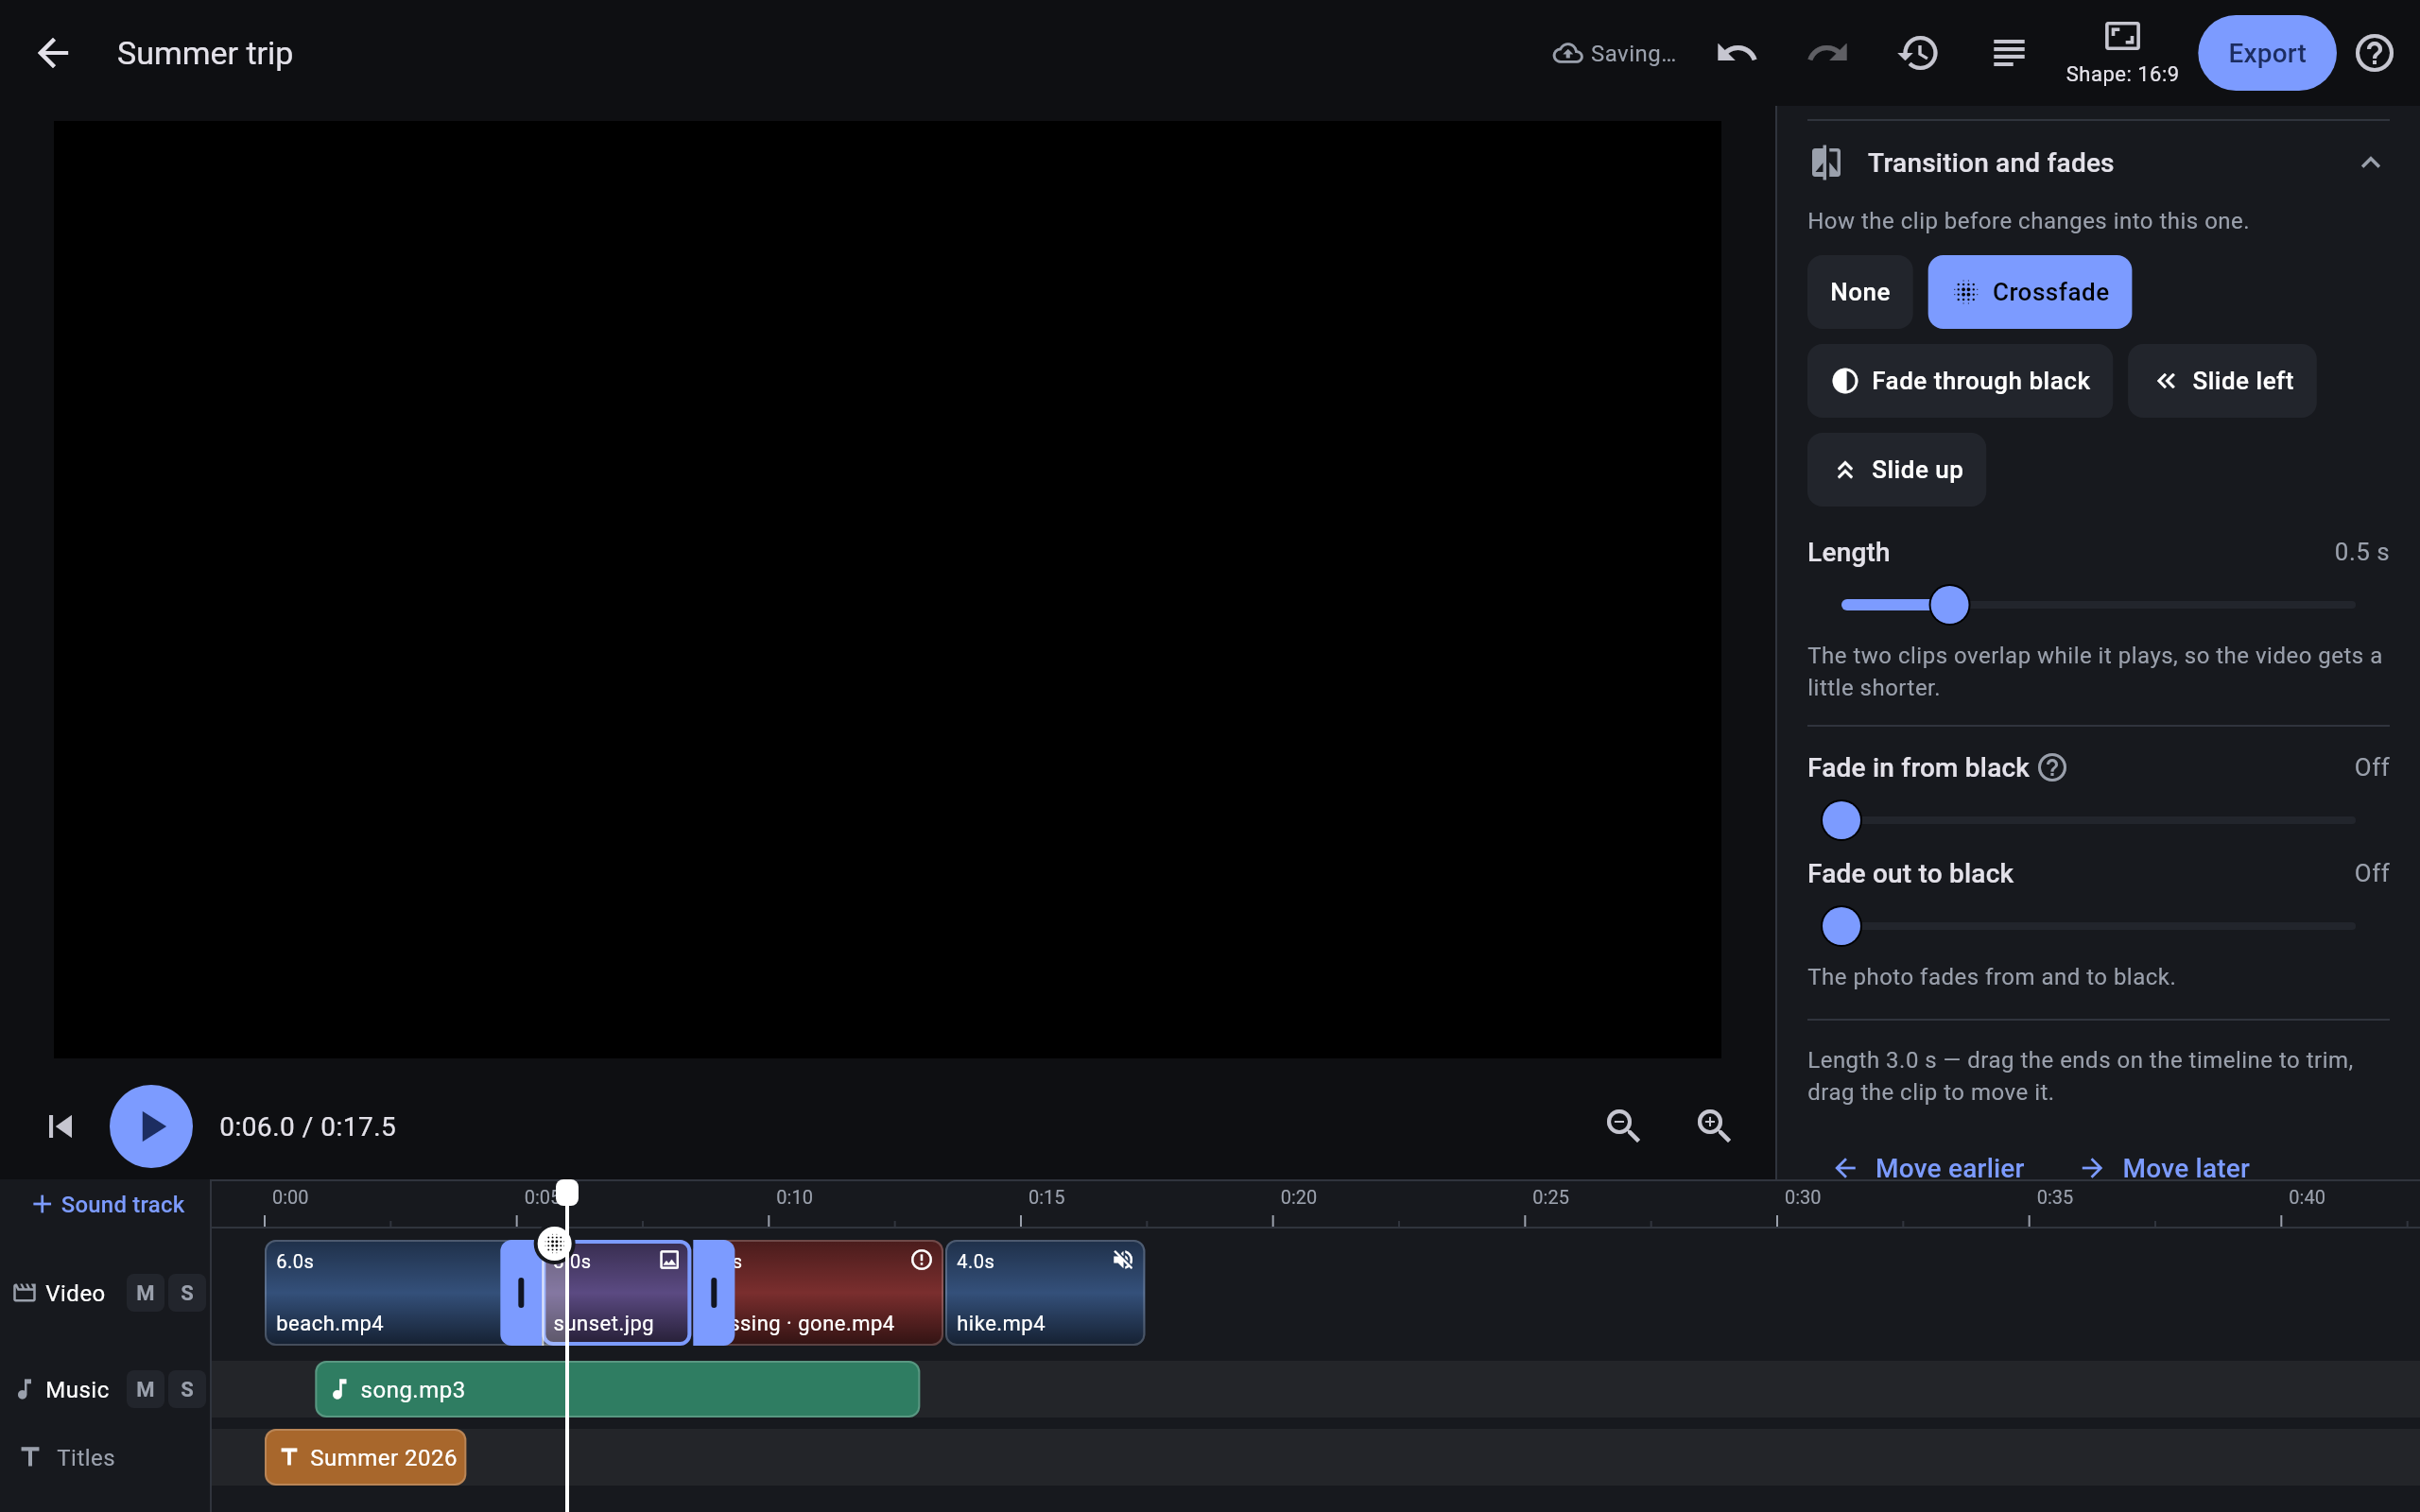 Summer trip
Saving...
Shape: 16:9
Export
Transition and fades
How the clip before changes into this one.
None
Crossfade
Fade through black
Slide left
Slide up
Length
0.5 s
The two clips overlap while it plays, so the video gets a
little shorter.
Fade in from black
Off
Fade out to black
Off
The photo fades from and to black.
Length 3.0 s — drag the ends on the timeline to trim,
drag the clip to move it.
Move earlier
Move later
0:06.0 / 0:17.5
+ Sound track
0:00
0:05
0:10
0:15
0:20
0:25
0:30
0:35
0:40
Video
M
S
6.0s
beach.mp4
sunset.jpg
ssing · gone.mp4
4.0s
hike.mp4
Music
M
S
song.mp3
Titles
Summer 2026